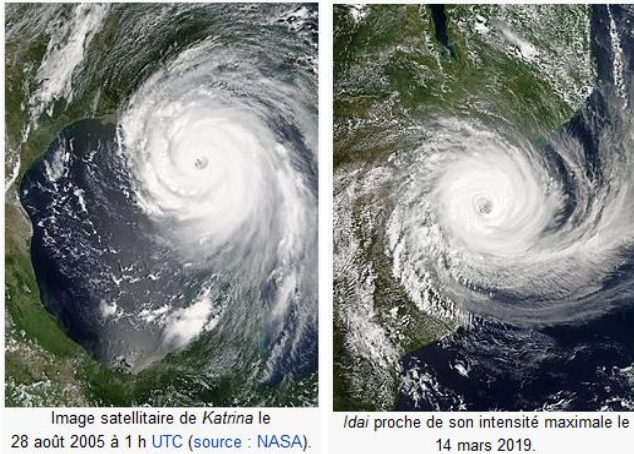 Image satellitaire de Katrina le
28 août 2005 à 1 h UTC (source : NASA).
Idai proche de son intensité maximale le
14 mars 2019.